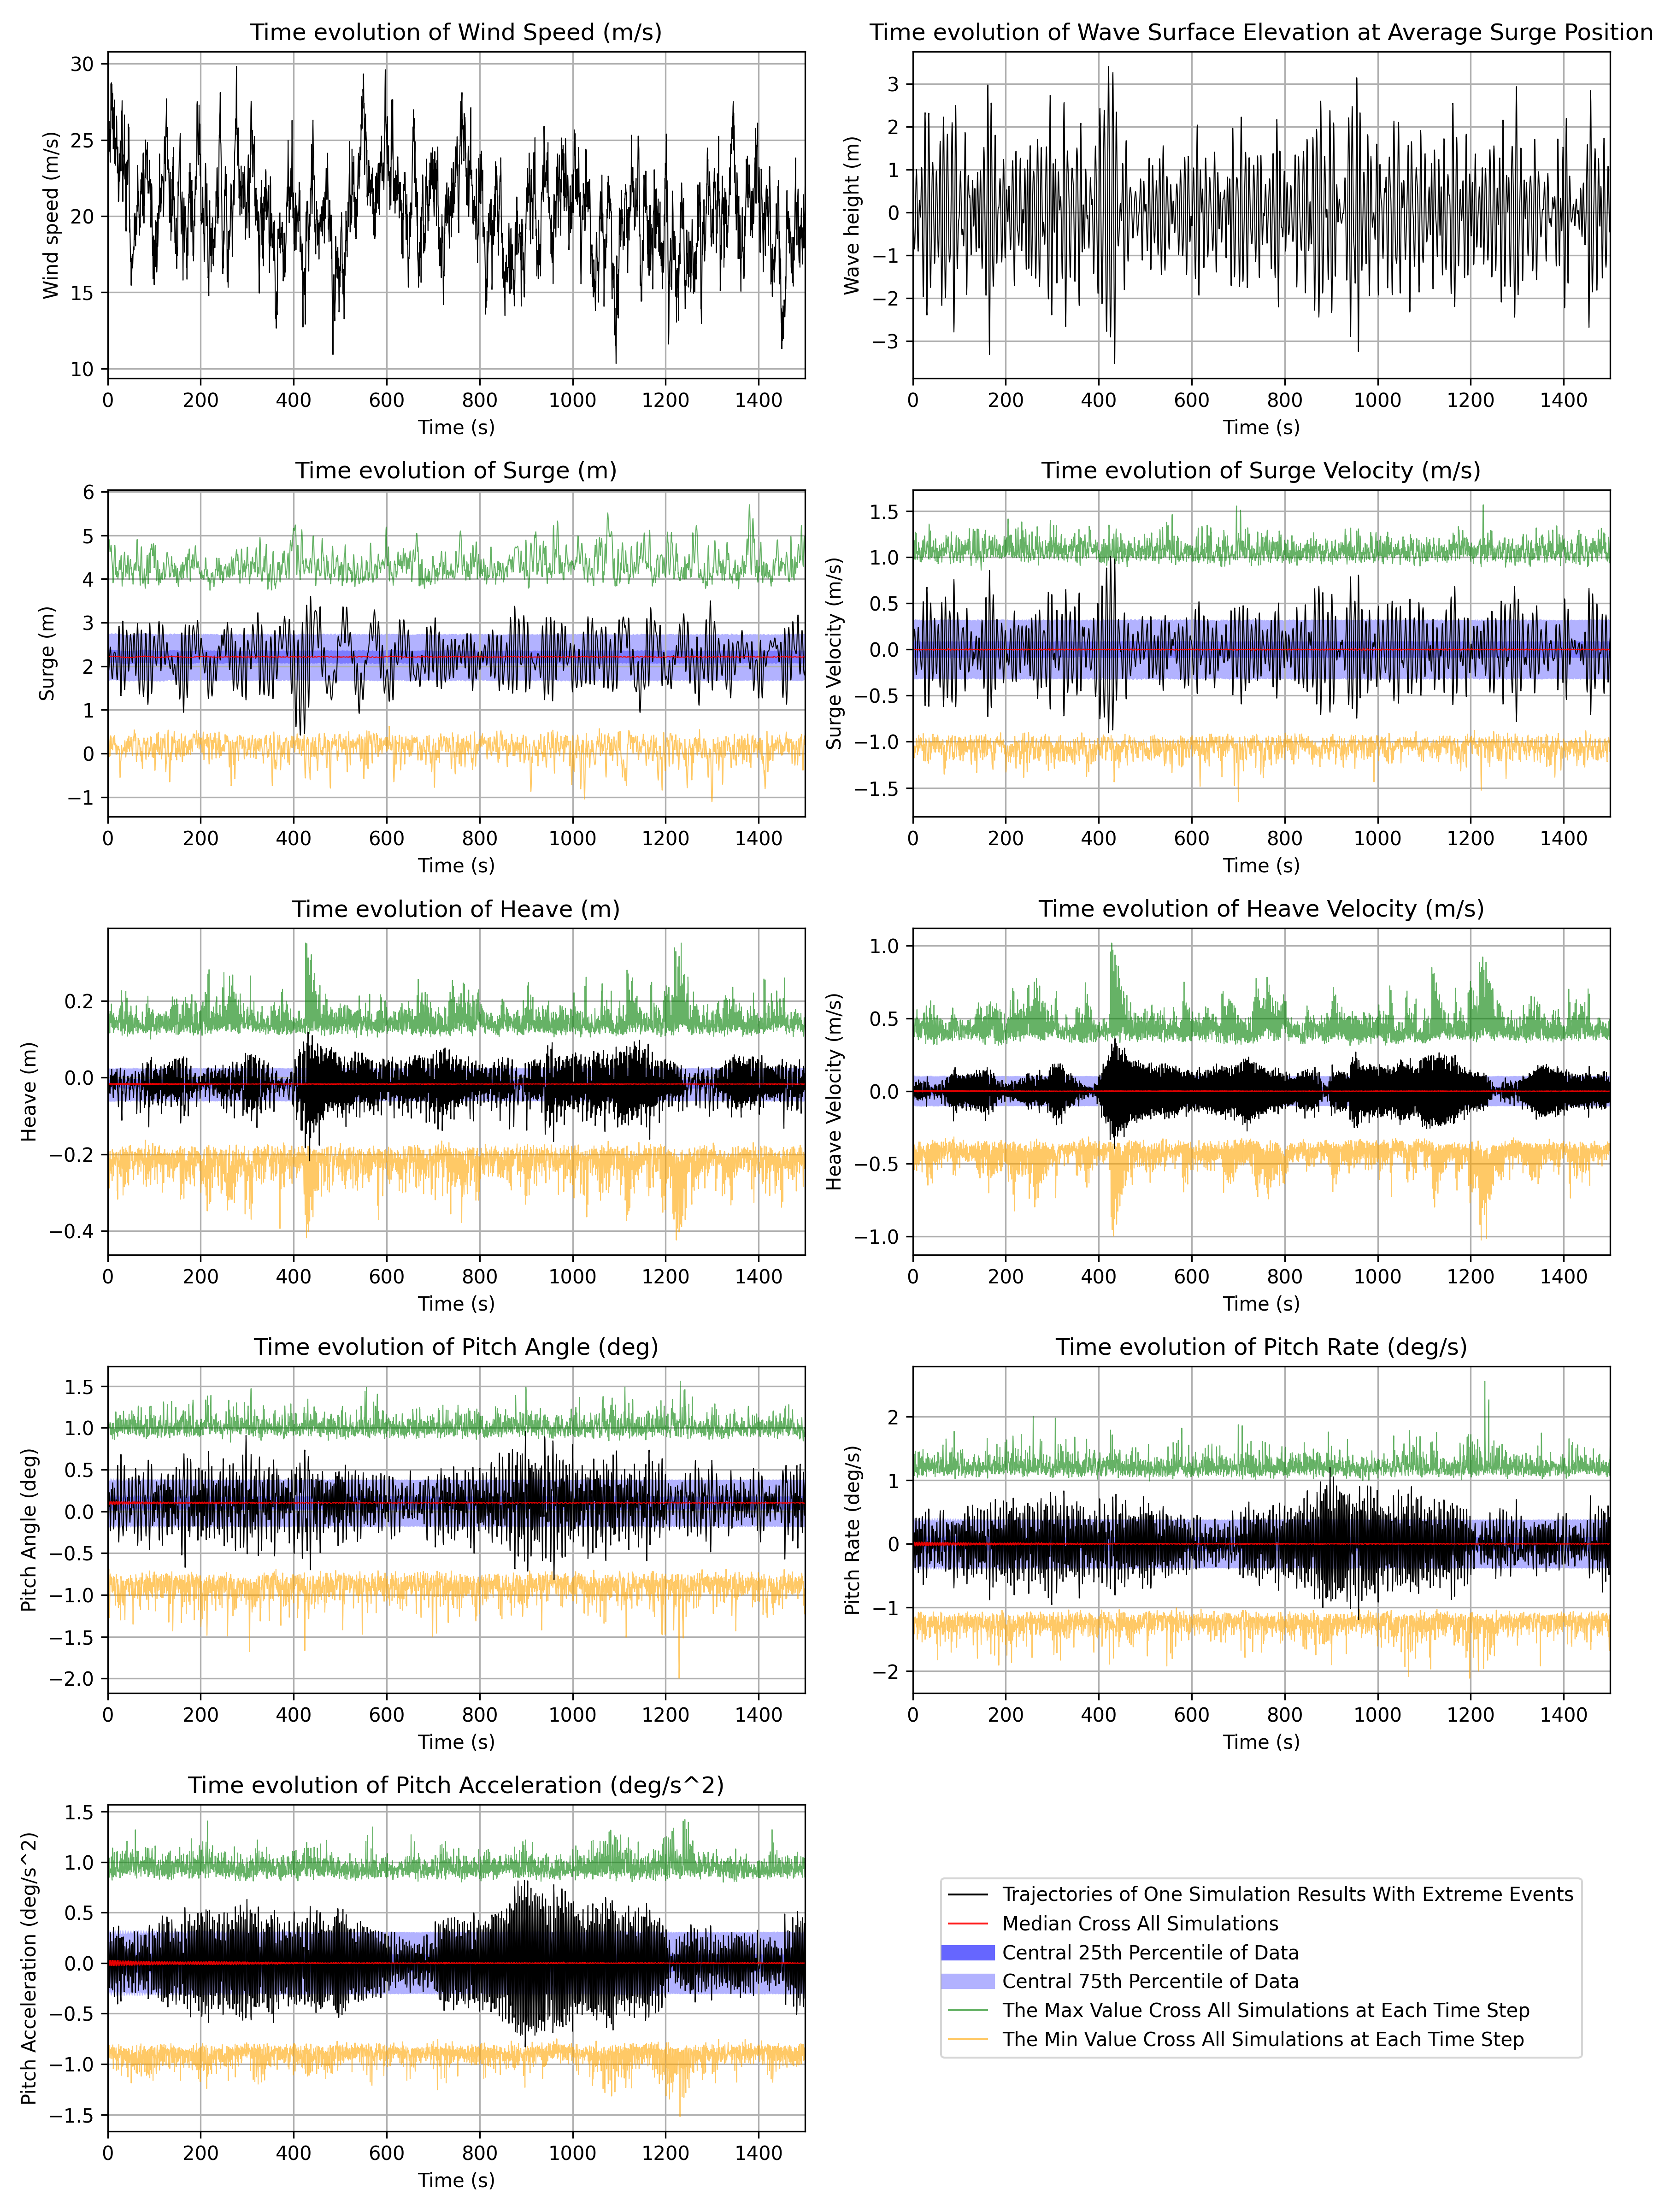 Time evolution of Wind Speed (m/s)
30
25
20
15
10
Wind speed (m/s)
0 200 400 600 800 1000 1200 1400
Time (s)
Time evolution of Wave Surface Elevation at Average Surge Position
3
2
1
0
−1
−2
−3
Wave height (m)
0 200 400 600 800 1000 1200 1400
Time (s)
Time evolution of Surge (m)
6
5
4
3
2
1
0
−1
Surge (m)
0 200 400 600 800 1000 1200 1400
Time (s)
Time evolution of Surge Velocity (m/s)
1.5
1.0
0.5
0.0
−0.5
−1.0
−1.5
Surge Velocity (m/s)
0 200 400 600 800 1000 1200 1400
Time (s)
Time evolution of Heave (m)
0.2
0.0
−0.2
−0.4
Heave (m)
0 200 400 600 800 1000 1200 1400
Time (s)
Time evolution of Heave Velocity (m/s)
1.0
0.5
0.0
−0.5
−1.0
Heave Velocity (m/s)
0 200 400 600 800 1000 1200 1400
Time (s)
Time evolution of Pitch Angle (deg)
1.5
1.0
0.5
0.0
−0.5
−1.0
−1.5
−2.0
Pitch Angle (deg)
0 200 400 600 800 1000 1200 1400
Time (s)
Time evolution of Pitch Rate (deg/s)
2
1
0
−1
−2
Pitch Rate (deg/s)
0 200 400 600 800 1000 1200 1400
Time (s)
Time evolution of Pitch Acceleration (deg/s^2)
1.5
1.0
0.5
0.0
−0.5
−1.0
−1.5
Pitch Acceleration (deg/s^2)
0 200 400 600 800 1000 1200 1400
Time (s)
Trajectories of One Simulation Results With Extreme Events
Median Cross All Simulations
Central 25th Percentile of Data
Central 75th Percentile of Data
The Max Value Cross All Simulations at Each Time Step
The Min Value Cross All Simulations at Each Time Step